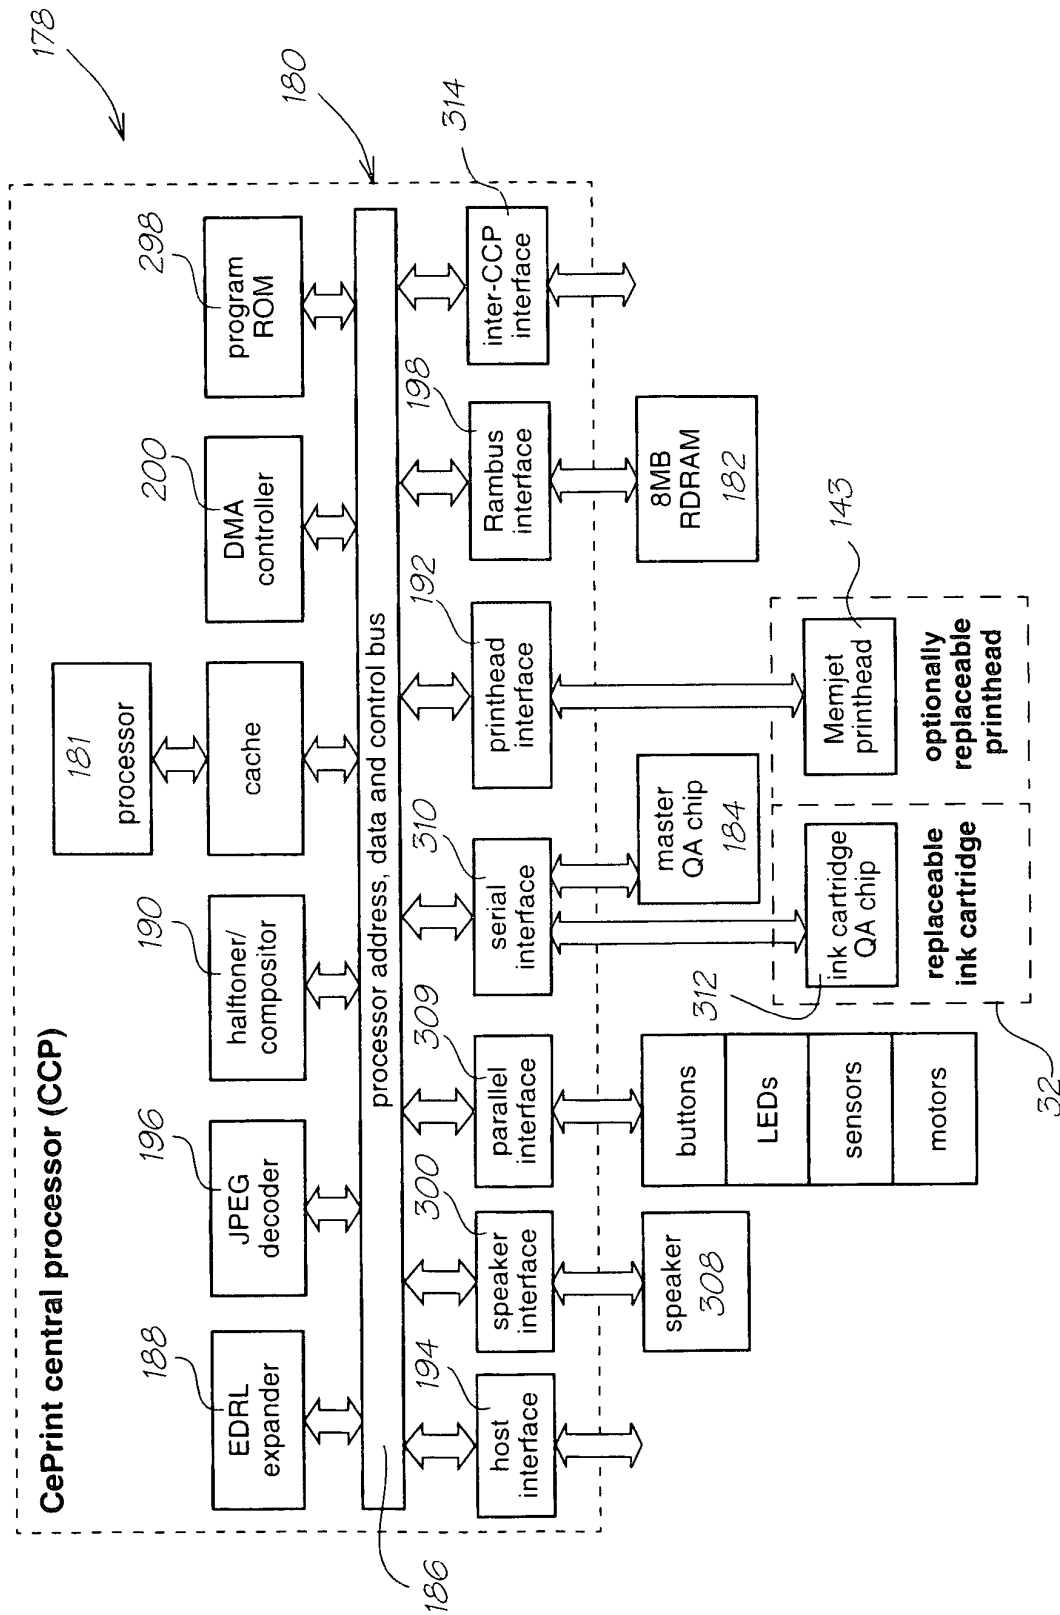 178
CePrint central processor (CCP)
180
181
processor
188
EDRL
expander
196
JPEG
decoder
190
halftoner/
compositor
cache
200
DMA
controller
298
program
ROM
186
processor address, data and control bus
194
host
interface
300
speaker
interface
309
parallel
interface
310
serial
interface
192
printhead
interface
198
Rambus
interface
314
inter-CCP
interface
speaker
308
buttons
LEDs
sensors
motors
master
QA chip
184
8MB
RDRAM
182
312
ink cartridge
QA chip
replaceable
ink cartridge
143
Memjet
printhead
optionally
replaceable
printhead
32